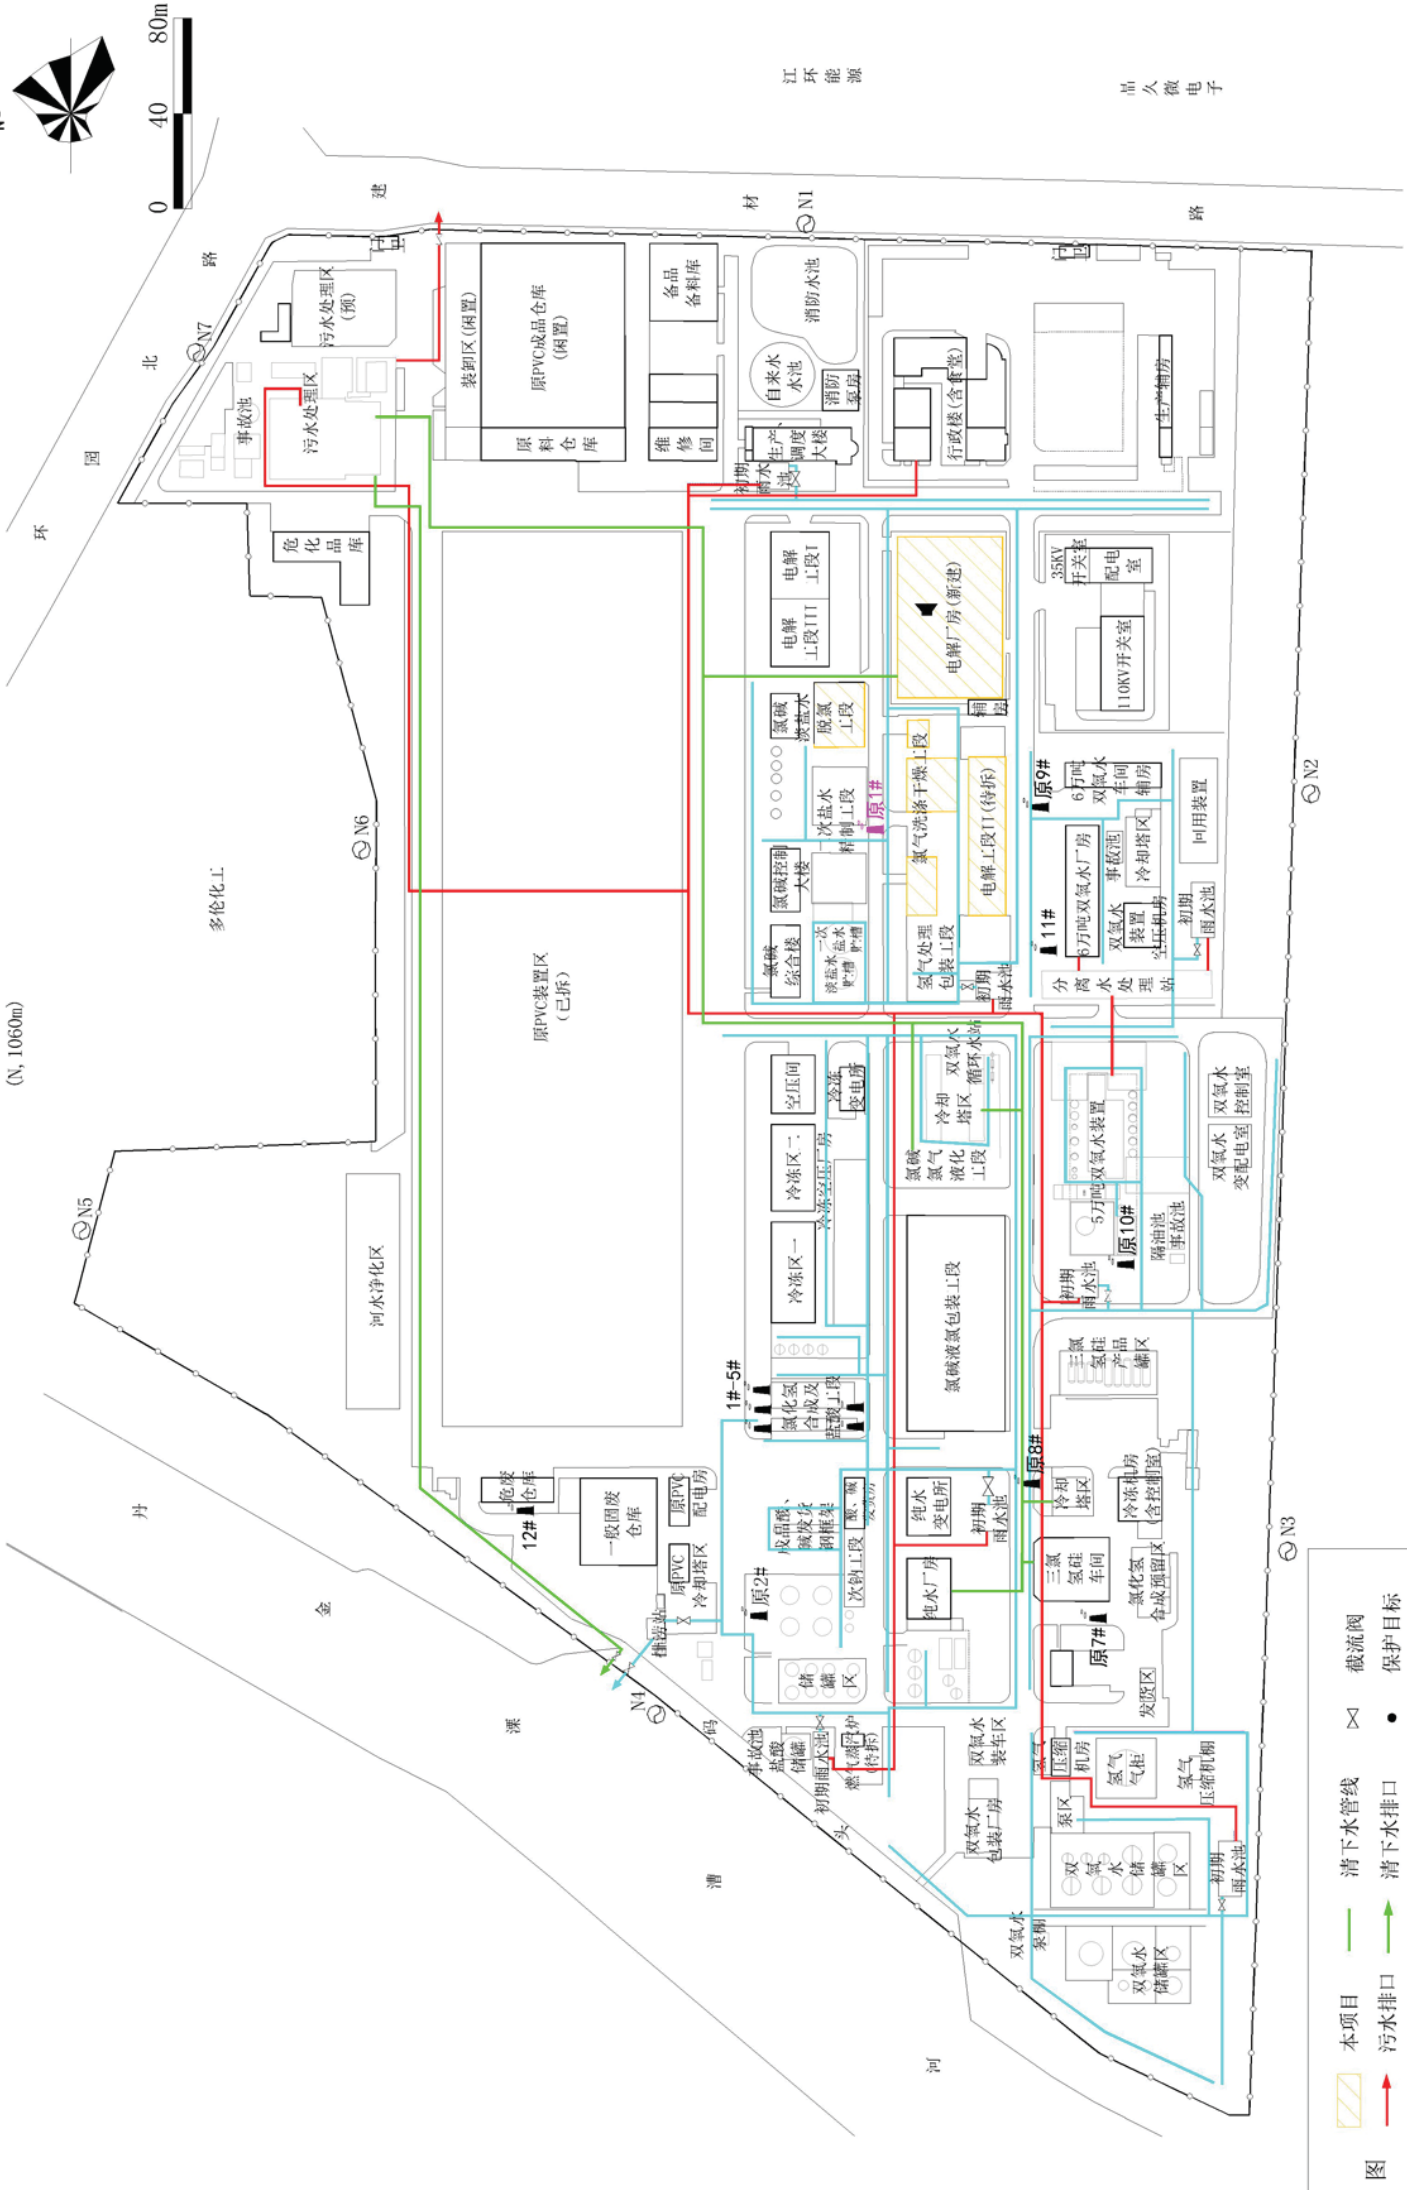 0 40 80m
江环能源
晶久微电子
建材路
环园北路
丹金溧漕河
码头
多伦化工
(N, 1060m)
N1
N2
N3
N4
N5
N6
N7
污水处理区
(预)
污水处理区
事故池
危化品库
装卸区(闲置)
原PVC成品仓库
(闲置)
原料仓库
备品
备料库
维修间
消防水池
自来水
水池
消防
泵房
生产、
调度
大楼
初期
雨水
池
行政楼(含食堂)
生产辅房
门卫
原PVC装置区
(已拆)
河水净化区
电解
工段I
电解
工段III
氯碱
淡盐水
脱氯
工段
电解厂房(新建)
辅房
35KV
开关室
配电
室
110KV开关室
次盐水
精制工段
原1#
氯气洗涤干燥工段
电解工段II(待拆)
氯碱控制
大楼
氯碱
综合楼
淡盐水
贮槽
二次
盐水
贮槽
氢气处理
包装工段
初期
雨水池
原9#
11#
6万吨
双氧水
车间
辅房
6万吨双氧水厂房
事故池
冷却塔区
双氧水
装置
空压机房
回用装置
初期
雨水池
分离水处理站
空压间
冷冻
变电所
冷冻区二
冷冻空压厂房
冷冻区一
双氧水
循环水站
冷却
塔区
氯碱
氯气
液化
工段
氯碱液氯包装工段
5万吨双氧水装置
双氧水
控制室
双氧水
变配电室
原10#
隔油池
事故池
初期
雨水池
1#-5#
氯化氢
合成及
盐酸工段
三氯
氢硅
产品
罐区
危废
仓库
12#
一般固废
仓库
原PVC
配电房
原PVC
冷却塔区
排涝站
成品酸、
碱发货
钢框架
酸、碱
发货房
次钠工段
原2#
储罐区
纯水
变电所
纯水厂房
初期
雨水池
原8#
冷却
塔区
冷冻机房
(含控制室)
三氯
氢硅
车间
氯化氢
合成预留区
原7#
发货区
事故池
盐酸
储罐
初期雨水池
燃气蒸汽炉
(待拆)
双氧水
装车区
双氧水
包装厂房
氢气
压缩
机房
氢气
气柜
氢气
压缩机棚
泵区
双氧水储罐区
初期
雨水池
双氧水
泵棚
双氧水
储罐区
图
本项目
清下水管线
截流阀
污水排口
清下水排口
保护目标